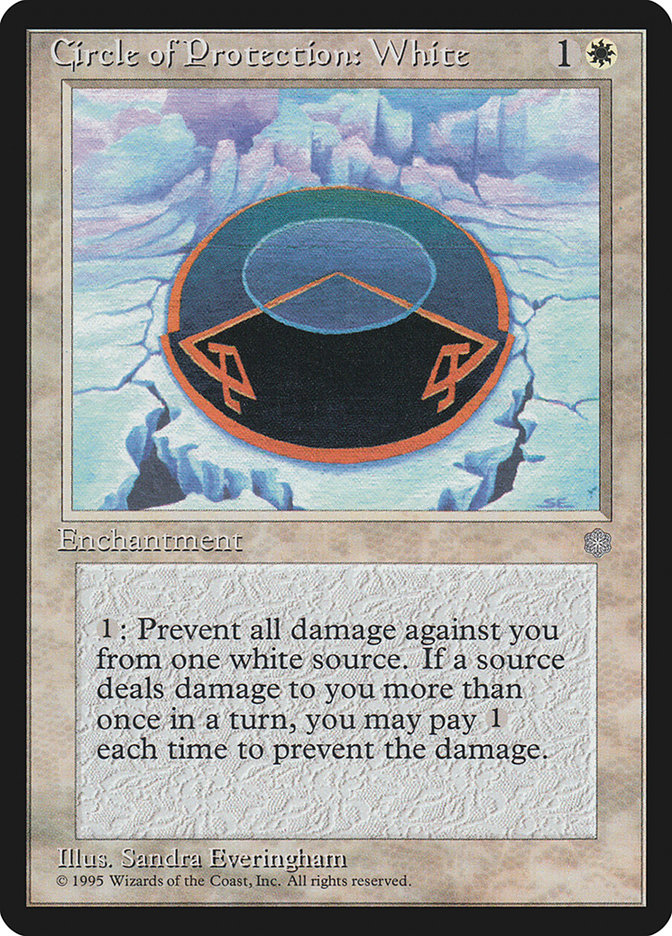 Circle of Protection: White 1
SE
Enchantment
1: Prevent all damage against you
from one white source. If a source
deals damage to you more than
once in a turn, you may pay 1
each time to prevent the damage.
Illus. Sandra Everingham
© 1995 Wizards of the Coast, Inc. All rights reserved.